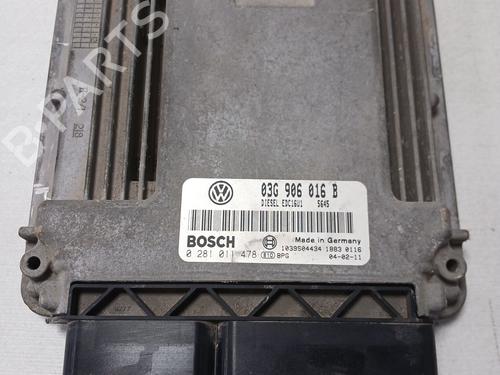 B-PARTS
03G 906 016 B
DIESEL EDC16U1 5645
BOSCH
Made in Germany
1039S04434 1883 0116
0 281 011 478 BPG
04-02-11